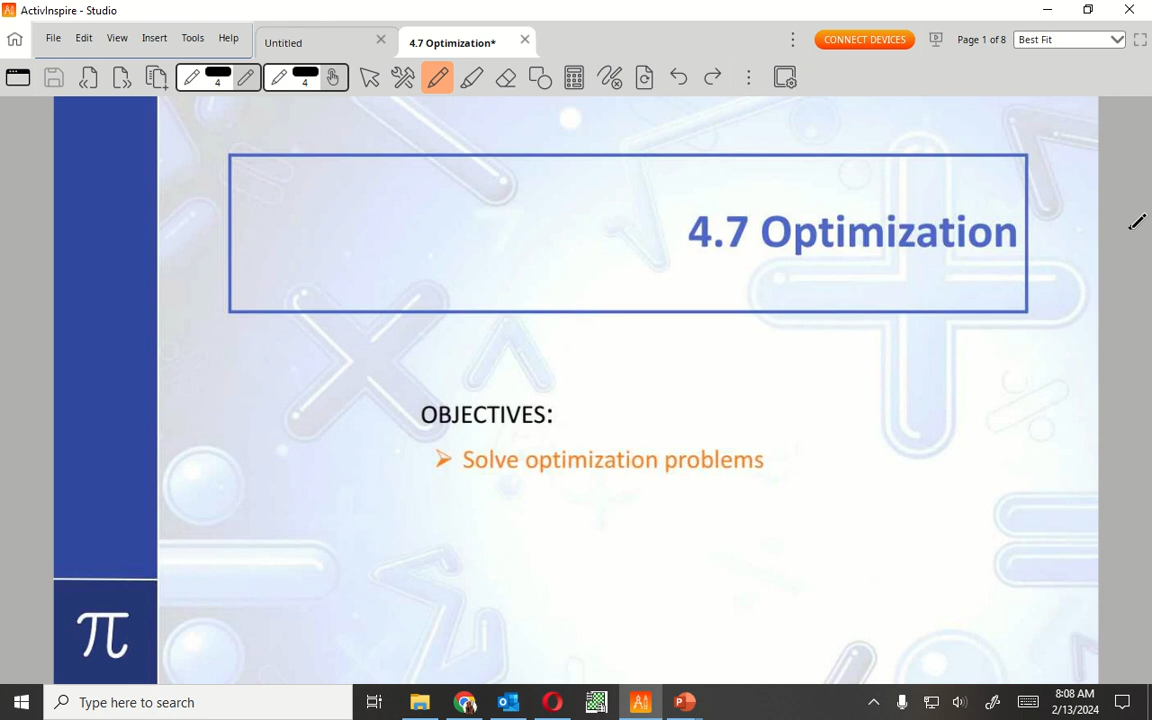 ActivInspire - Studio
File Edit View Insert Tools Help
Untitled
4.7 Optimization*
CONNECT DEVICES
Page 1 of 8
Best Fit
4 4
4.7 Optimization
OBJECTIVES:
➢ Solve optimization problems
π
Type here to search
8:08 AM
2/13/2024